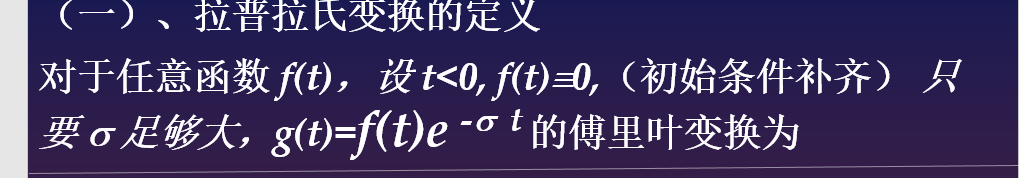 （一）、拉普拉氏变换的定义
对于任意函数 f(t)，设 t<0, f(t)≡0,（初始条件补齐） 只
要 σ 足够大，g(t)=f(t)e -σ t 的傅里叶变换为